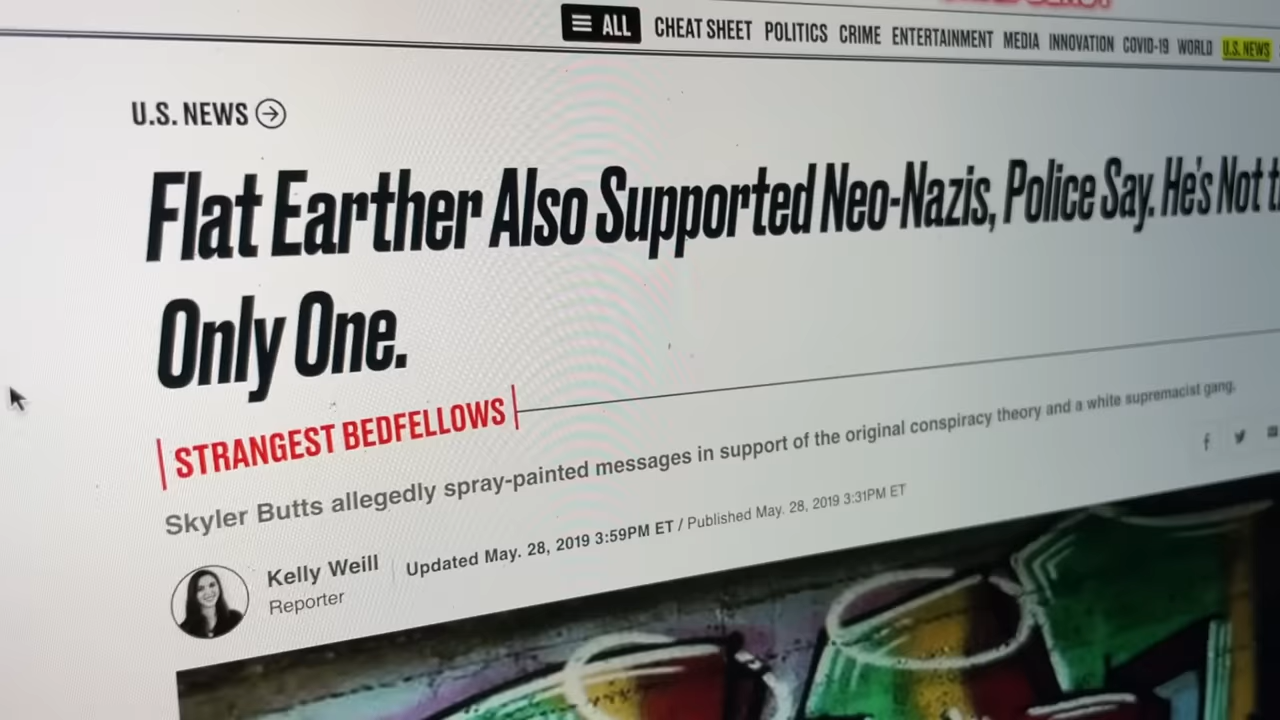 ALL CHEAT SHEET POLITICS CRIME ENTERTAINMENT MEDIA INNOVATION COVID-19 WORLD U.S. NEWS
U.S. NEWS
Flat Earther Also Supported Neo-Nazis, Police Say. He's Not
Only One.
STRANGEST BEDFELLOWS
Skyler Butts allegedly spray-painted messages in support of the original conspiracy theory and a white supremacist gang.
Kelly Weill
Reporter
Updated May. 28, 2019 3:59PM ET / Published May. 28, 2019 3:31PM ET